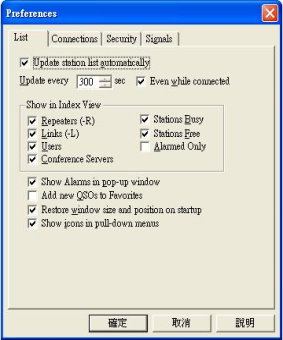 Preferences
List Connections Security Signals
Update station list automatically
Update every 300 sec Even while connected
Show in Index View
Repeaters (-R) Stations Busy
Links (-L) Stations Free
Users Alarmed Only
Conference Servers
Show Alarms in pop-up window
Add new QSOs to Favorites
Restore window size and position on startup
Show icons in pull-down menus
確定 取消 說明